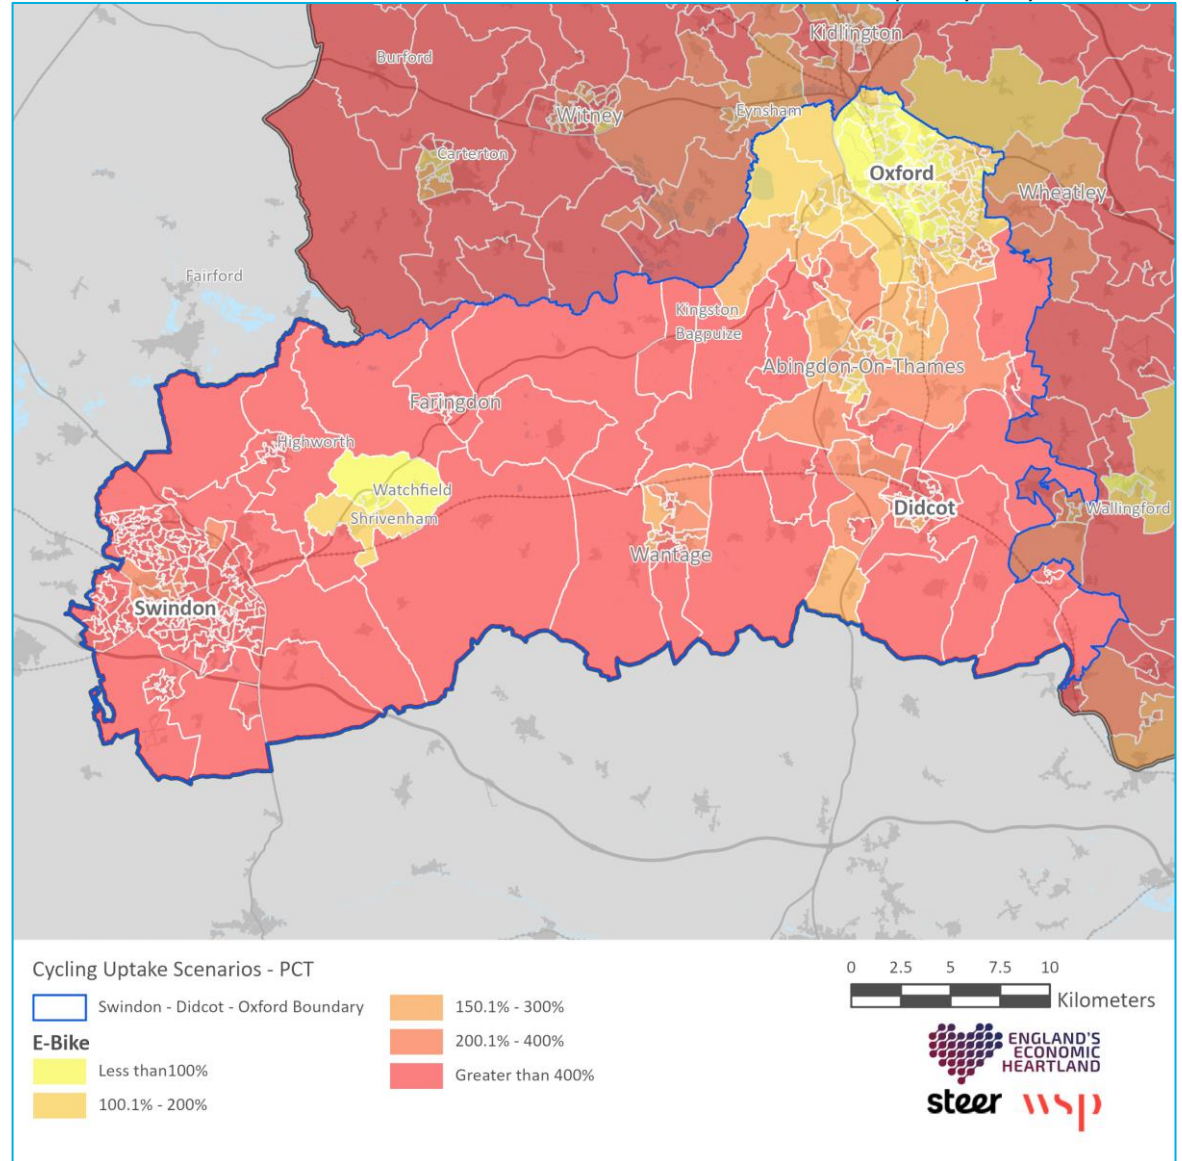 Kidlington
Burford
Witney
Eynsham
Carterton
Oxford
Wheatley
Fairford
Kingston
Bagpuize
Abingdon-On-Thames
Faringdon
Highworth
Watchfield
Shrivenham
Didcot
Wallingford
Wantage
Swindon
Cycling Uptake Scenarios - PCT
Swindon - Didcot - Oxford Boundary
E-Bike
Less than100%
100.1% - 200%
150.1% - 300%
200.1% - 400%
Greater than 400%
0 2.5 5 7.5 10
Kilometers
ENGLAND'S
ECONOMIC
HEARTLAND
steer wsp